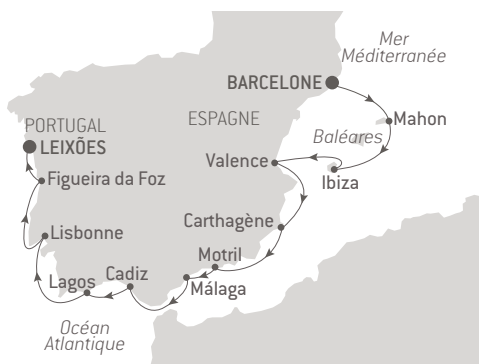 Mer
Méditerranée
BARCELONE
Mahon
PORTUGAL
ESPAGNE
Baléares
LEIXÕES
Valence
Ibiza
Figueira da Foz
Carthagène
Lisbonne
Motril
Cadiz
Lagos
Málaga
Océan
Atlantique